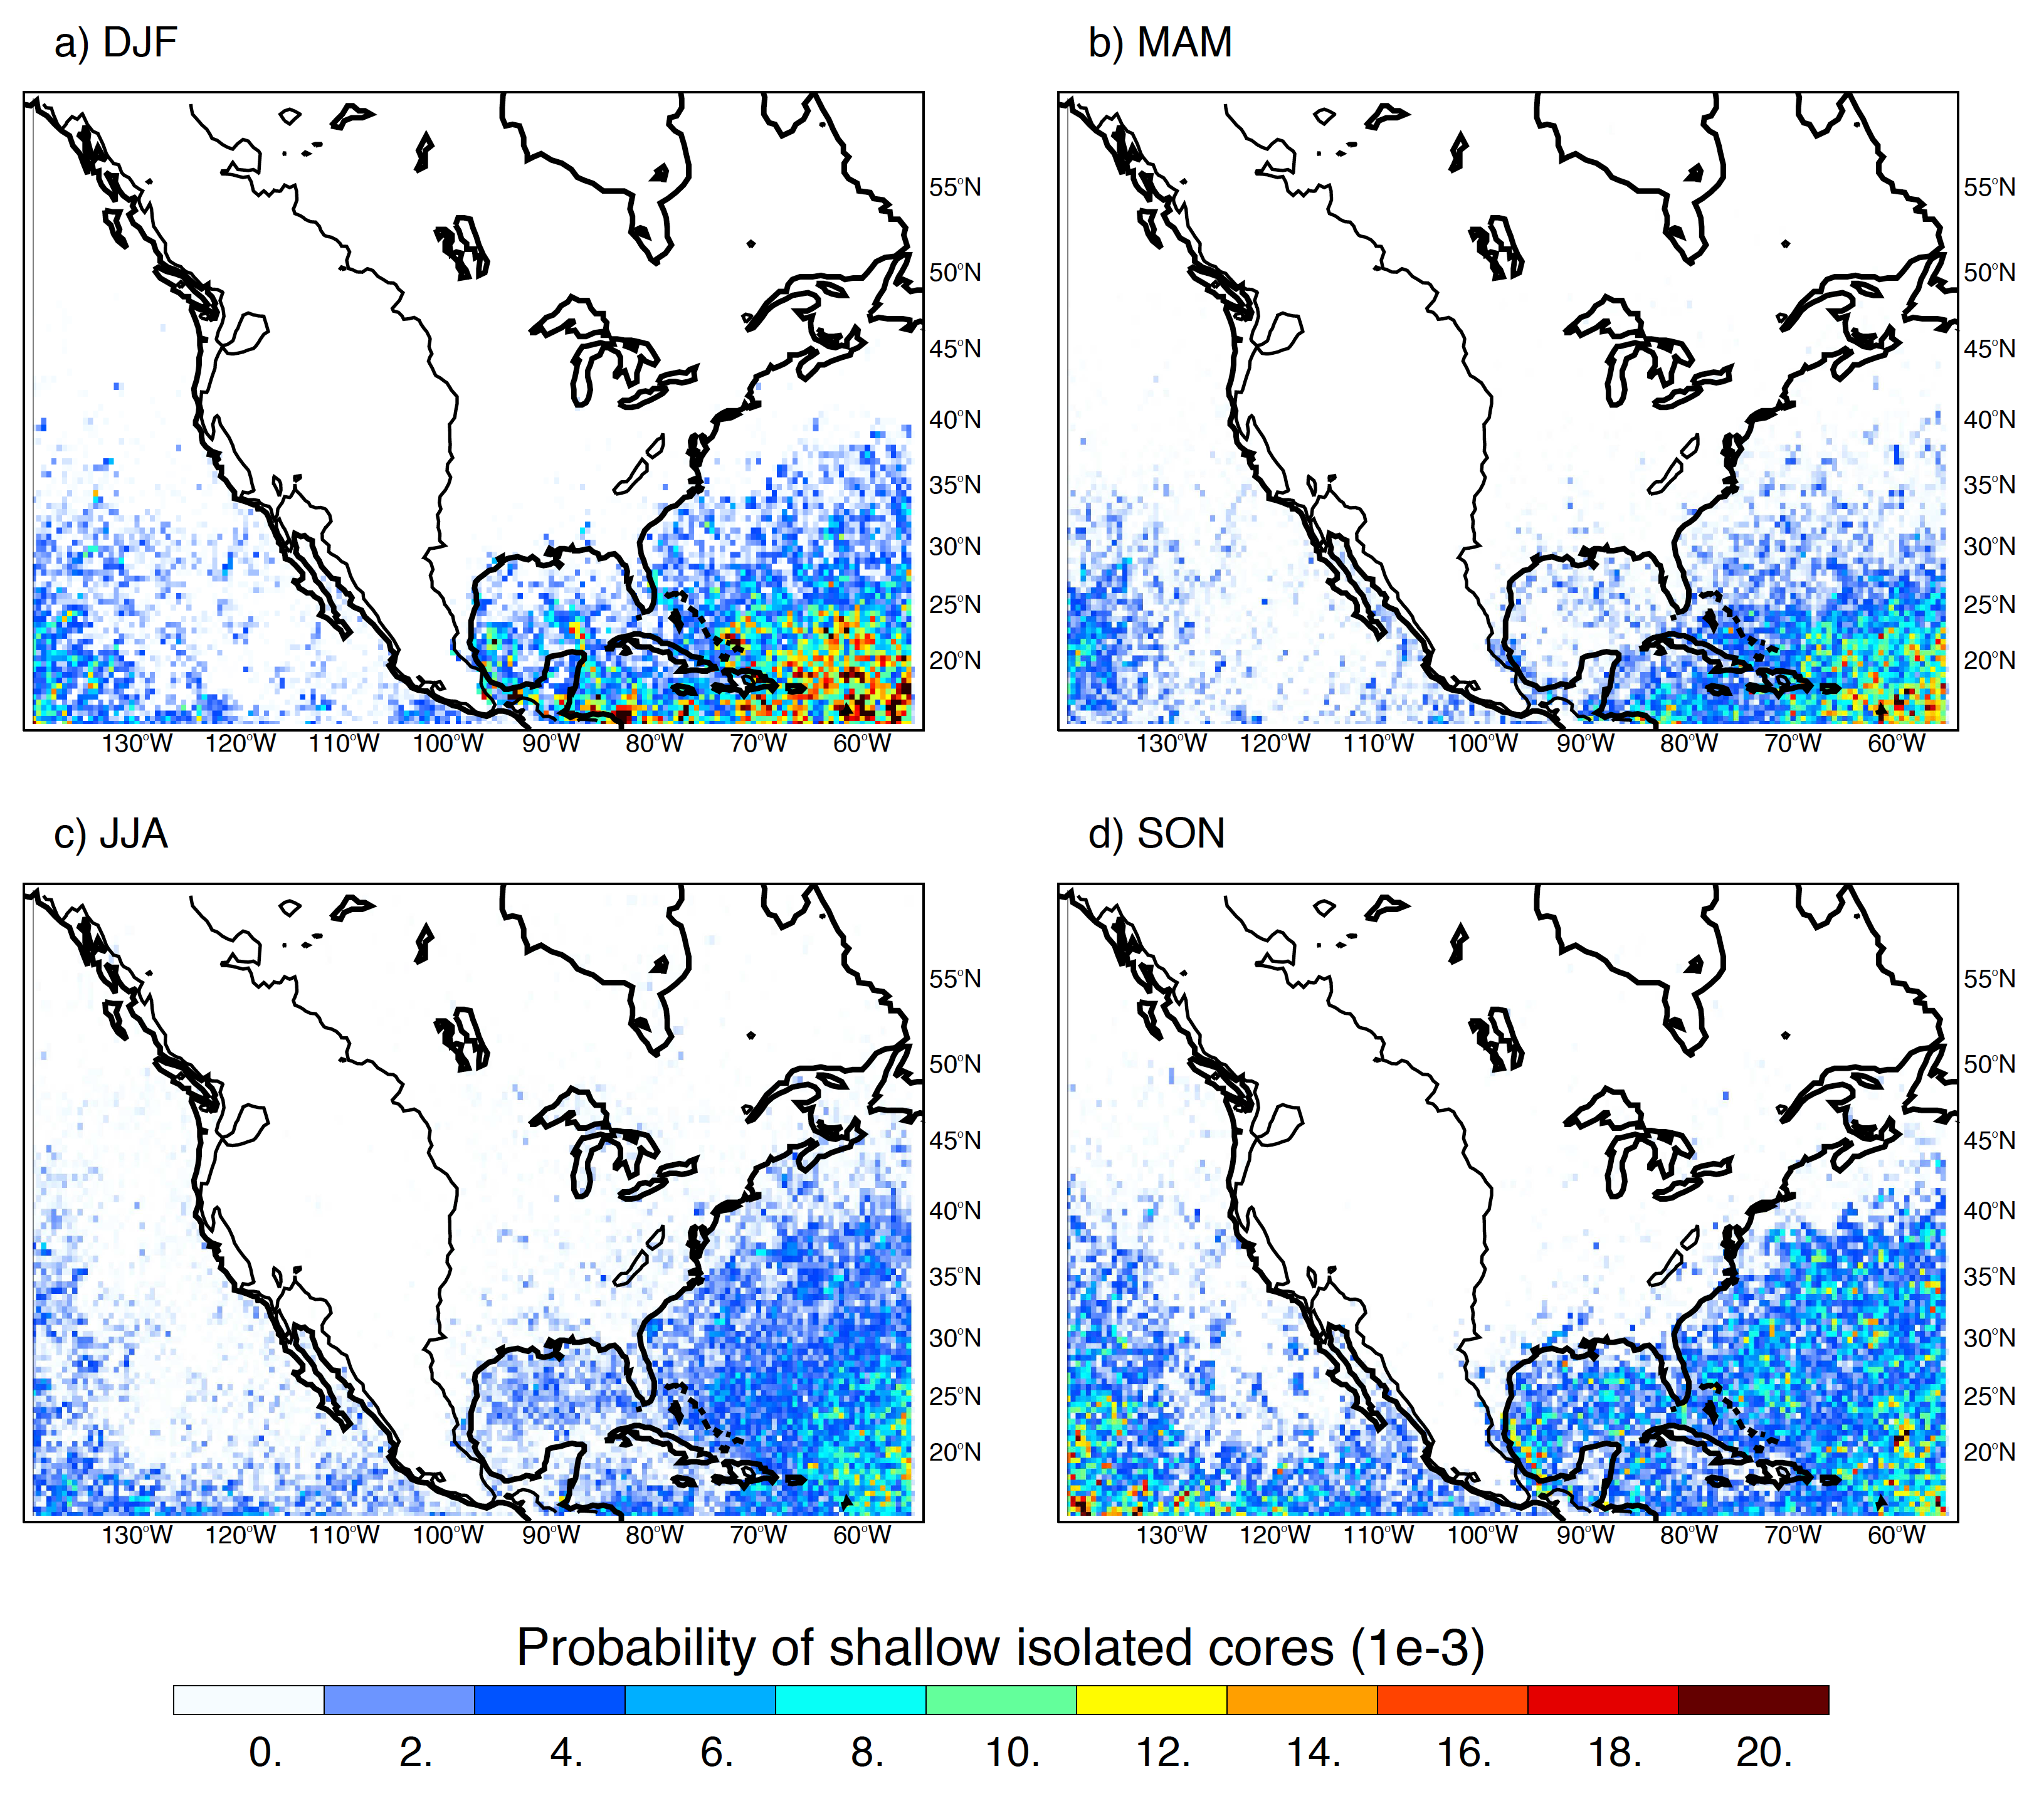 a) DJF
b) MAM
55°N
50°N
45°N
40°N
35°N
30°N
25°N
20°N
130°W 120°W 110°W 100°W 90°W 80°W 70°W 60°W
55°N
50°N
45°N
40°N
35°N
30°N
25°N
20°N
130°W 120°W 110°W 100°W 90°W 80°W 70°W 60°W
c) JJA
d) SON
55°N
50°N
45°N
40°N
35°N
30°N
25°N
20°N
130°W 120°W 110°W 100°W 90°W 80°W 70°W 60°W
55°N
50°N
45°N
40°N
35°N
30°N
25°N
20°N
130°W 120°W 110°W 100°W 90°W 80°W 70°W 60°W
Probability of shallow isolated cores (1e-3)
0. 2. 4. 6. 8. 10. 12. 14. 16. 18. 20.